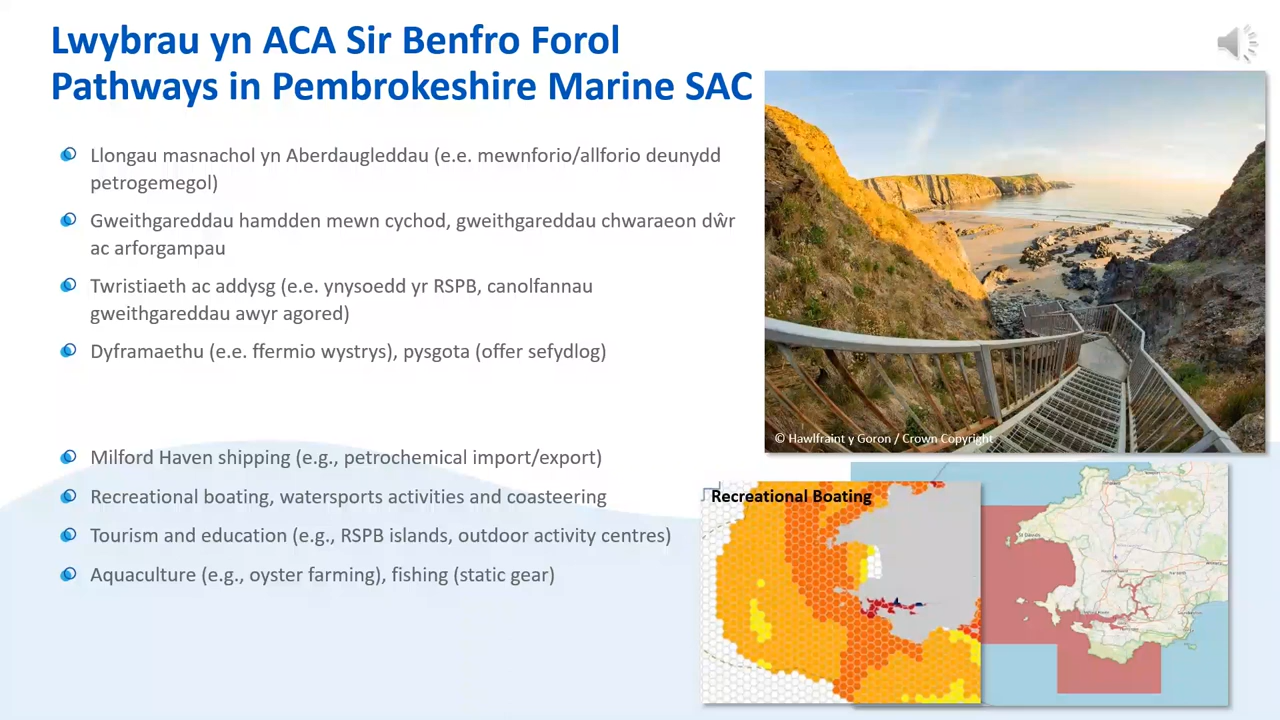 Lwybrau yn ACA Sir Benfro Forol
Pathways in Pembrokeshire Marine SAC
Llongau masnachol yn Aberdaugleddau (e.e. mewnforio/allforio deunydd
petrogemegol)
Gweithgareddau hamdden mewn cychod, gweithgareddau chwaraeon dŵr
ac arforgampau
Twristiaeth ac addysg (e.e. ynysoedd yr RSPB, canolfannau
gweithgareddau awyr agored)
Dyframaethu (e.e. ffermio wystrys), pysgota (offer sefydlog)
Milford Haven shipping (e.g., petrochemical import/export)
Recreational boating, watersports activities and coasteering
Tourism and education (e.g., RSPB islands, outdoor activity centres)
Aquaculture (e.g., oyster farming), fishing (static gear)
© Hawlfraint y Goron / Crown Copyright
Recreational Boating
St Davids